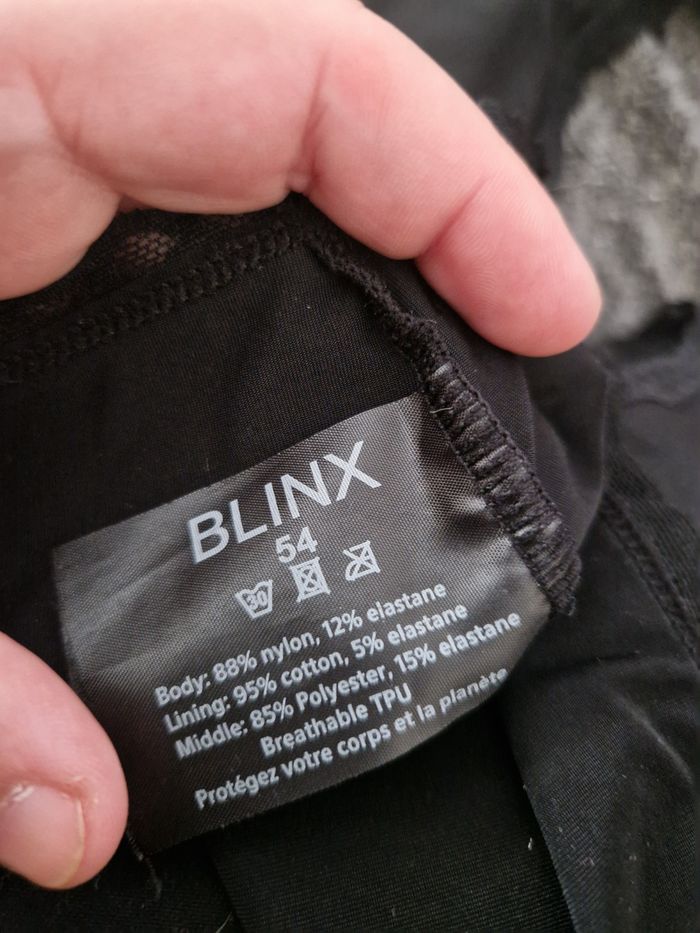 BLINX
54
30
Body: 88% nylon, 12% elastane
Lining: 95% cotton, 5% elastane
Middle: 85% Polyester, 15% elastane
Breathable TPU
Protégez votre corps et la planète